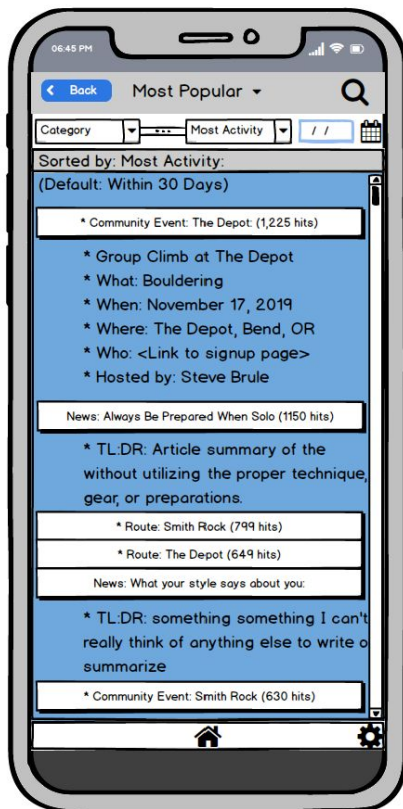 06:45 PM
Back
Most Popular
Category
Most Activity
/ /
Sorted by: Most Activity:
(Default: Within 30 Days)
* Community Event: The Depot: (1,225 hits)
* Group Climb at The Depot
* What: Bouldering
* When: November 17, 2019
* Where: The Depot, Bend, OR
* Who: <Link to signup page>
* Hosted by: Steve Brule
News: Always Be Prepared When Solo (1150 hits)
* TL:DR: Article summary of the
without utilizing the proper technique,
gear, or preparations.
* Route: Smith Rock (799 hits)
* Route: The Depot (649 hits)
News: What your style says about you:
* TL:DR: something something I can't
really think of anything else to write o
summarize
* Community Event: Smith Rock (630 hits)